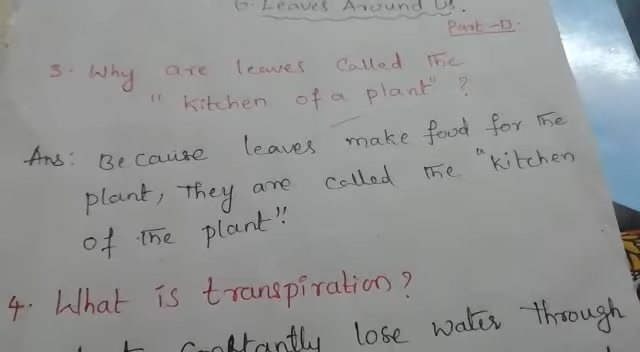 6. Leaves Around Us.
Part-D.
3. Why are leaves called the
"kitchen of a plant"?
Ans: Because leaves make food for the
plant, They are called the "kitchen
of the plant".
4. What is transpiration?
lose water through